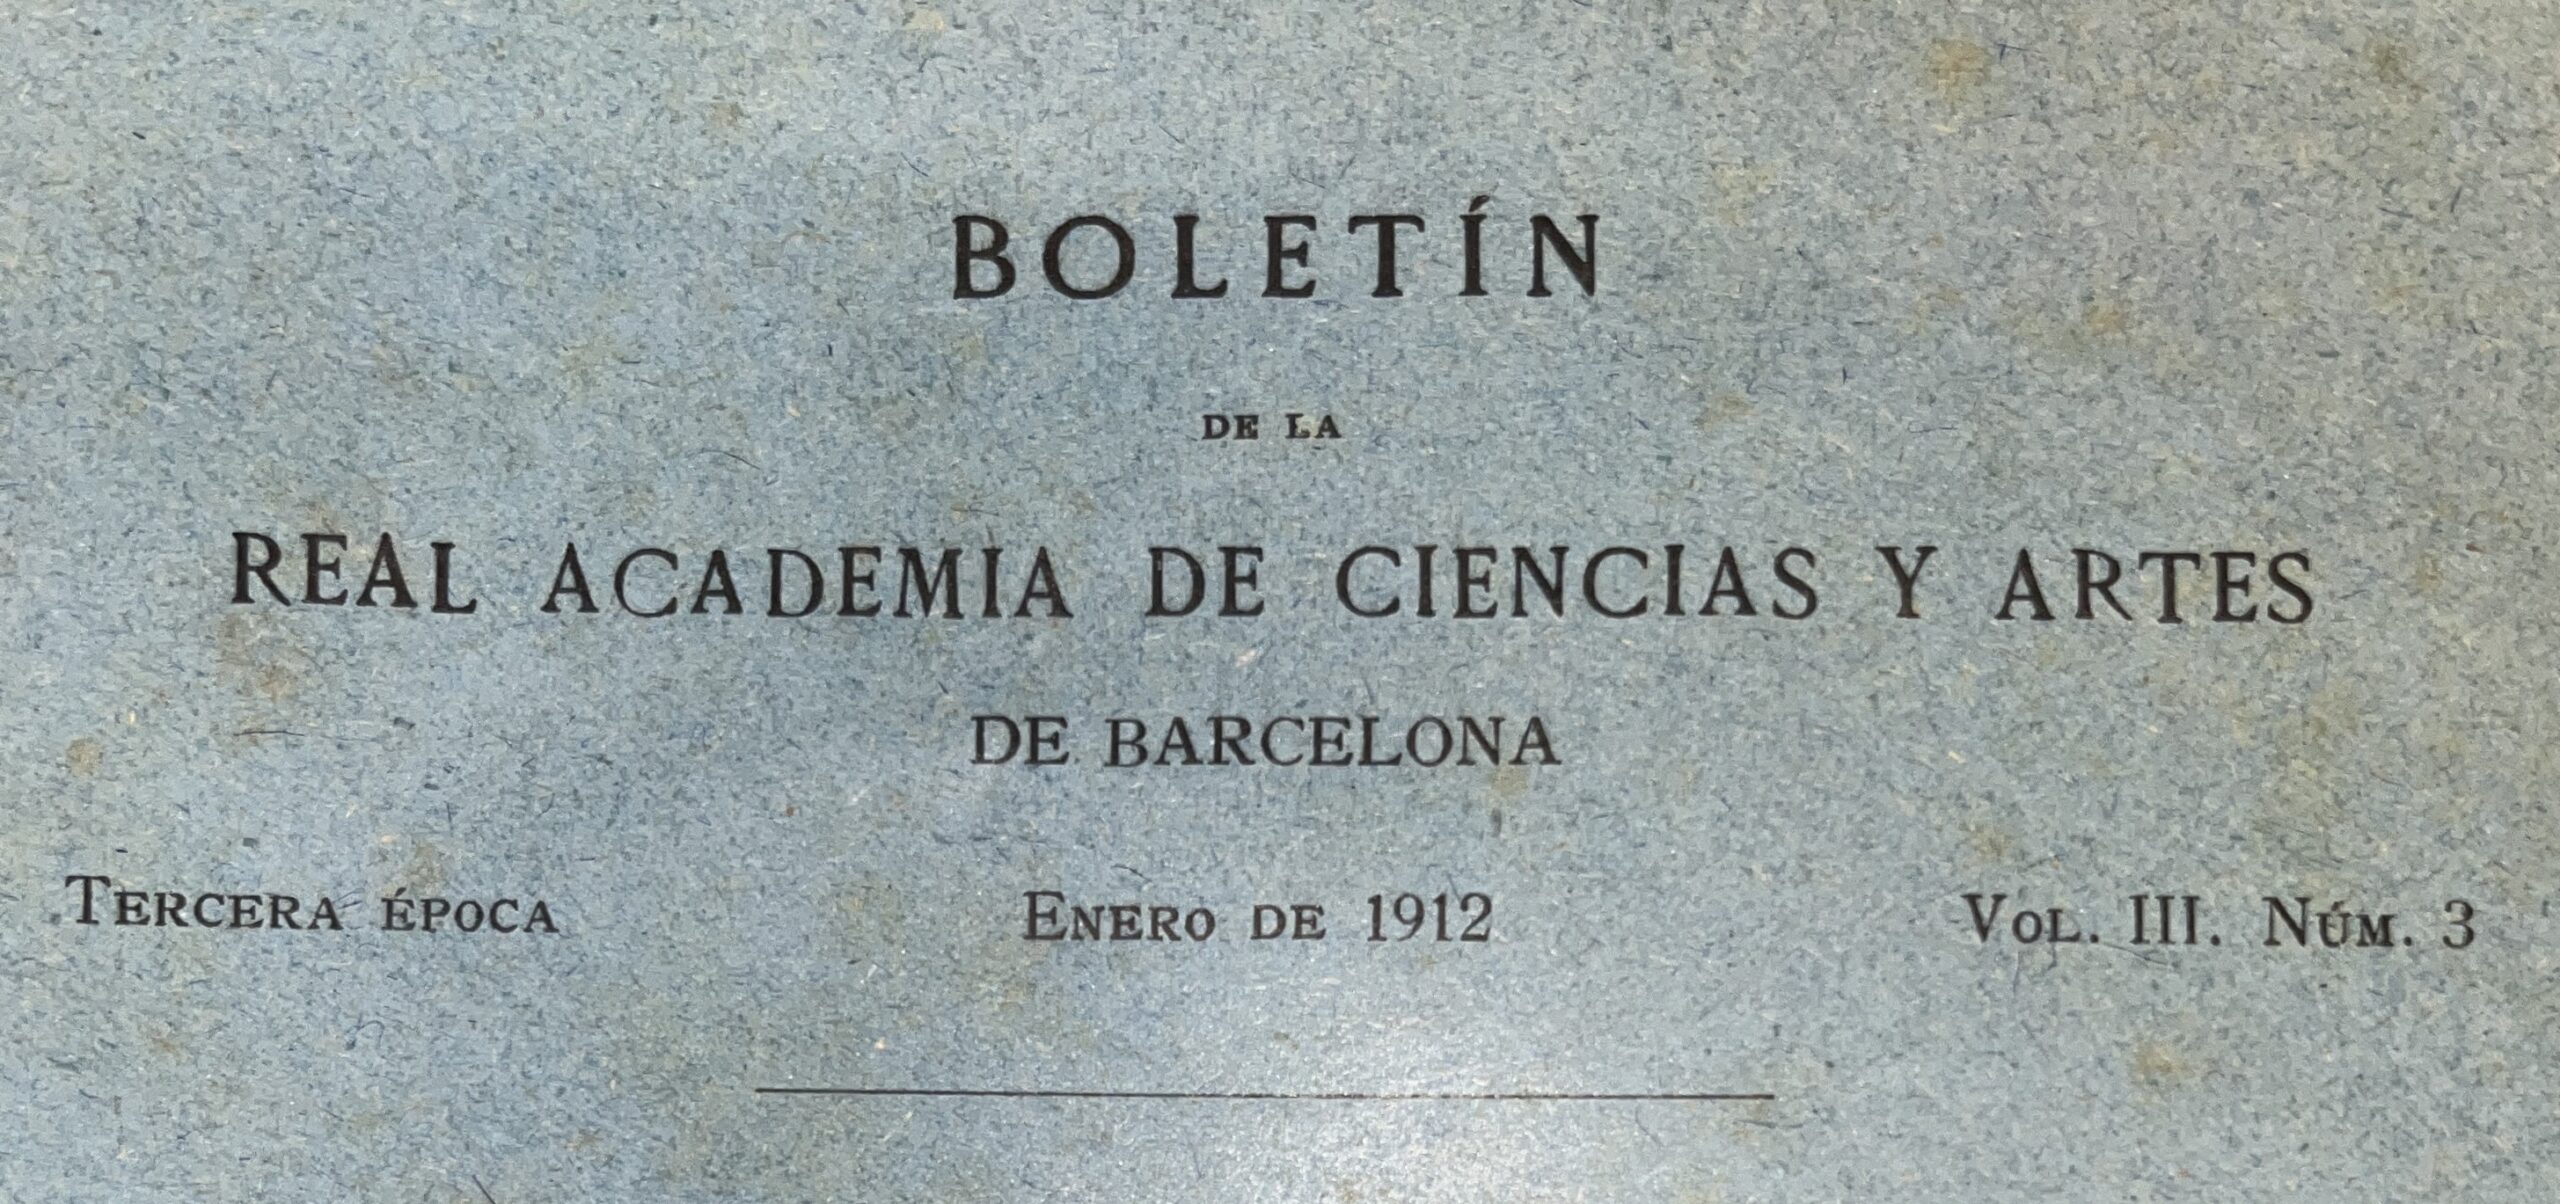 BOLETÍN
DE LA
REAL ACADEMIA DE CIENCIAS Y ARTES
DE BARCELONA
TERCERA ÉPOCA ENERO DE 1912 VOL. III. NÚM. 3